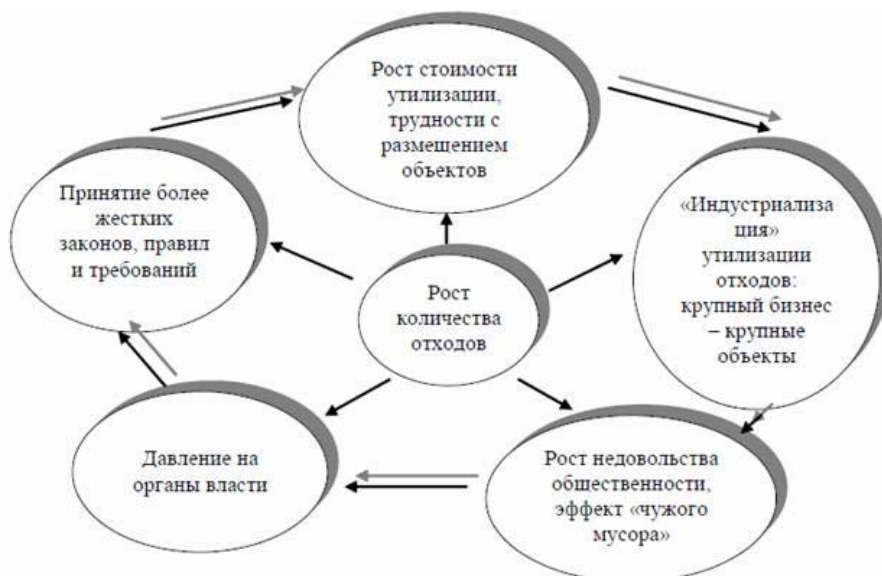 Рост стоимости
утилизации,
трудности с
размещением
объектов
Принятие более
жестких
законов, правил
и требований
«Индустриализа
ция»
утилизации
отходов:
крупный бизнес
– крупные
объекты
Рост
количества
отходов
Давление на
органы власти
Рост недовольства
общественности,
эффект «чужого
мусора»